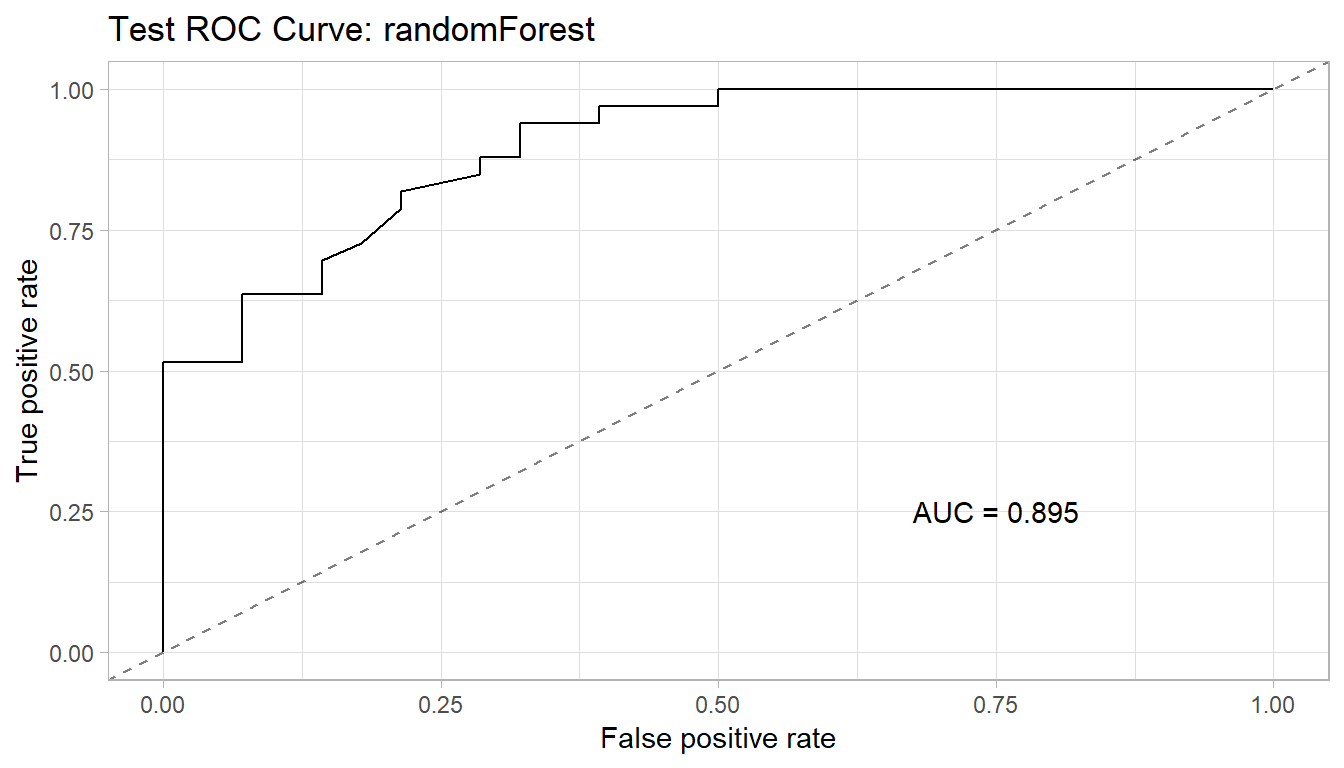 Test ROC Curve: randomForest
1.00
0.75
0.50
0.25
0.00
True positive rate
AUC = 0.895
0.00 0.25 0.50 0.75 1.00
False positive rate